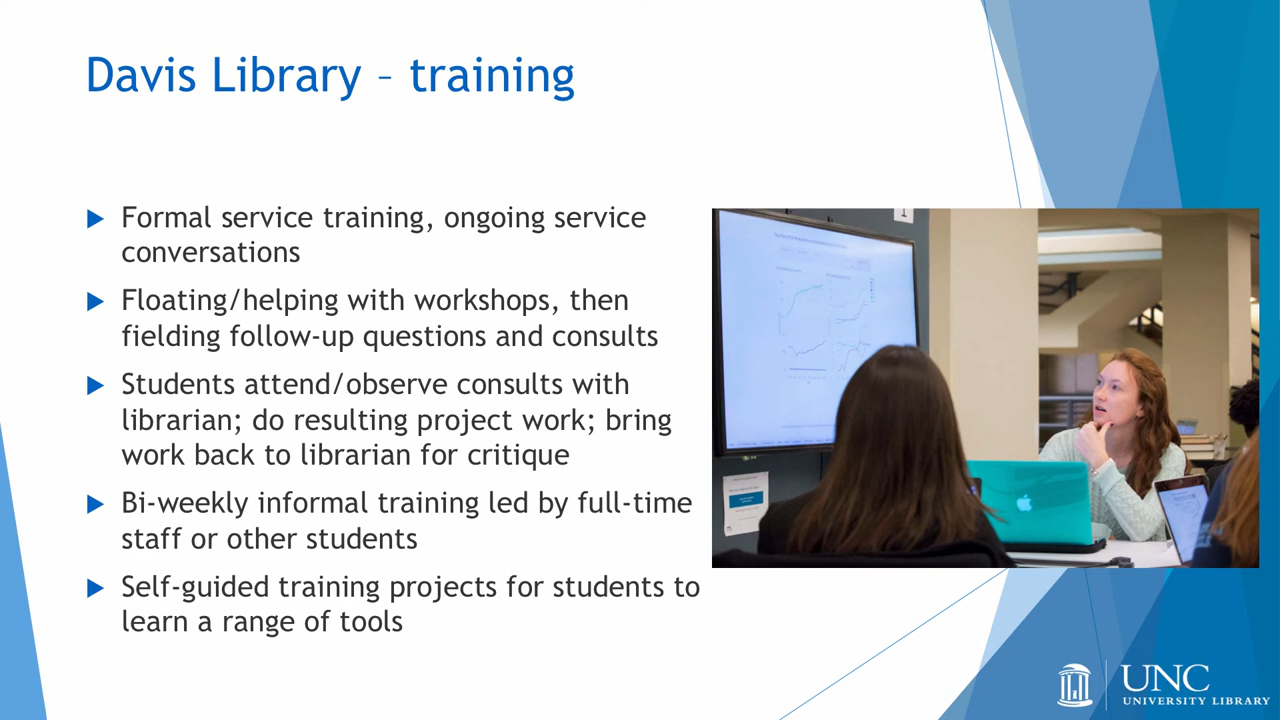 Davis Library – training
Formal service training, ongoing service
conversations
Floating/helping with workshops, then
fielding follow-up questions and consults
Students attend/observe consults with
librarian; do resulting project work; bring
work back to librarian for critique
Bi-weekly informal training led by full-time
staff or other students
Self-guided training projects for students to
learn a range of tools
1
UNC
UNIVERSITY LIBRARY